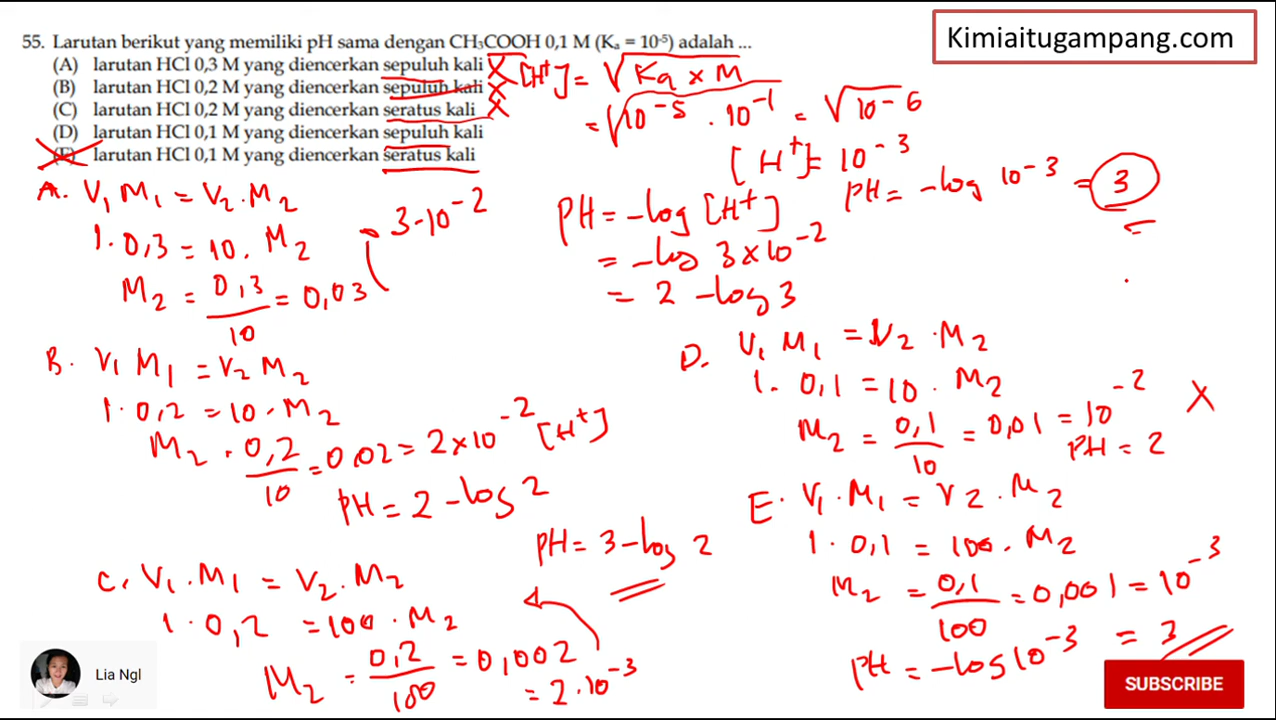 Kimiaitugampang.com
55. Larutan berikut yang memiliki pH sama dengan CH₃COOH 0,1 M (Kₐ = 10⁻⁵) adalah ...
(A) larutan HCl 0,3 M yang diencerkan sepuluh kali
(B) larutan HCl 0,2 M yang diencerkan sepuluh kali
(C) larutan HCl 0,2 M yang diencerkan seratus kali
(D) larutan HCl 0,1 M yang diencerkan sepuluh kali
(E) larutan HCl 0,1 M yang diencerkan seratus kali
[H⁺] = √Ka × M
= √10⁻⁵ . 10⁻¹ = √10⁻⁶
[H⁺] = 10⁻³
PH = -log 10⁻³ = 3
A. V₁ M₁ = V₂ . M₂
1 . 0,3 = 10 . M₂
M₂ = 0,3/10 = 0,03
3 . 10⁻²
PH = -log [H⁺]
= -log 3 × 10⁻²
= 2 - log 3
B. V₁ M₁ = V₂ M₂
1 . 0,2 = 10 . M₂
M₂ = 0,2/10 = 0,02 = 2 × 10⁻² [H⁺]
PH = 2 - log 2
C. V₁ . M₁ = V₂ . M₂
1 . 0,2 = 100 . M₂
M₂ = 0,2/100 = 0,002
= 2 . 10⁻³
PH = 3 - log 2
D. V₁ M₁ = V₂ . M₂
1 . 0,1 = 10 . M₂
M₂ = 0,1/10 = 0,01 = 10⁻²
PH = 2
E. V₁ . M₁ = V₂ . M₂
1 . 0,1 = 100 . M₂
M₂ = 0,1/100 = 0,001 = 10⁻³
PH = -log 10⁻³ = 3
Lia Ngl
SUBSCRIBE